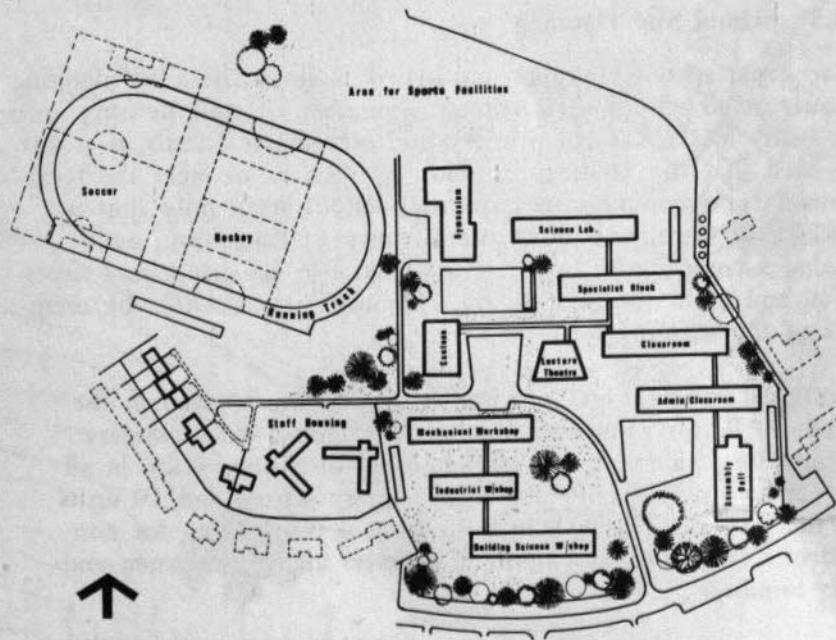 Area for Sports Facilities
Soccer
Hockey
Running Track
Gymnasium
Science Lab.
Specialist Block
Canteen
Lecture
Theatre
Classroom
Admin/Classroom
Staff Housing
Mechanical Workshop
Assembly
Hall
Industrial W/shop
Building Science W/shop